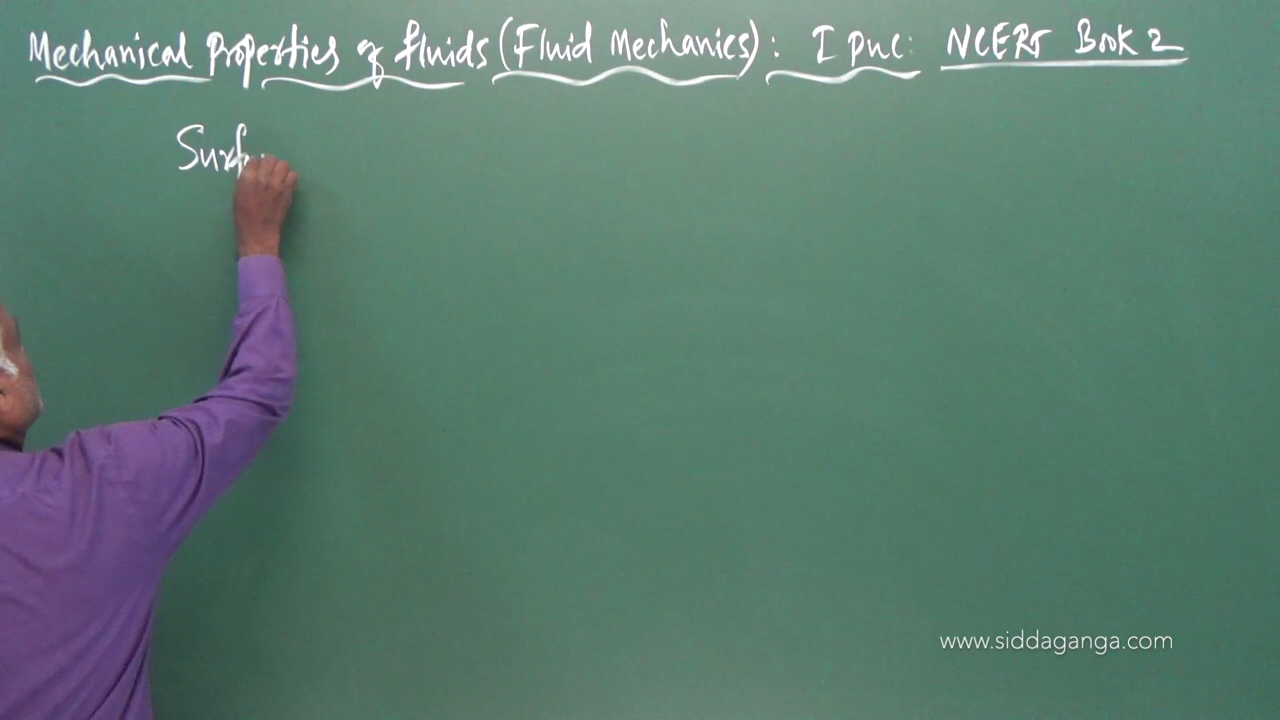 Mechanical Properties of fluids (Fluid Mechanics): I puc: NCERT Book 2
Surf
www.siddaganga.com